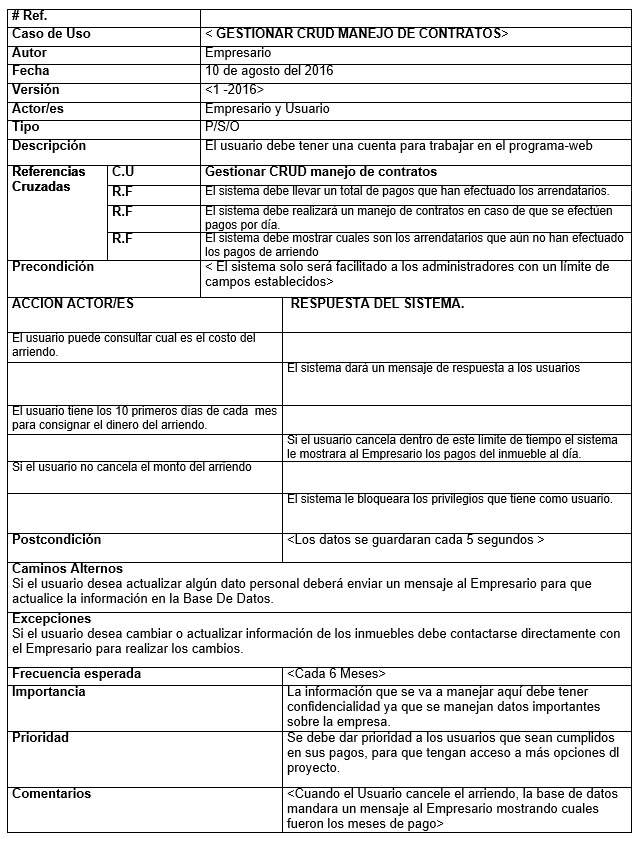 # Ref.
Caso de Uso < GESTIONAR CRUD MANEJO DE CONTRATOS>
Autor Empresario
Fecha 10 de agosto del 2016
Versión <1 -2016>
Actor/es Empresario y Usuario
Tipo P/S/O
Descripción El usuario debe tener una cuenta para trabajar en el programa-web
Referencias Cruzadas C.U Gestionar CRUD manejo de contratos
R.F El sistema debe llevar un total de pagos que han efectuado los arrendatarios.
R.F El sistema debe realizará un manejo de contratos en caso de que se efectúen
pagos por día.
R.F El sistema debe mostrar cuales son los arrendatarios que aún no han efectuado
los pagos de arriendo
Precondición < El sistema solo será facilitado a los administradores con un límite de
campos establecidos>
ACCION ACTOR/ES RESPUESTA DEL SISTEMA.
El usuario puede consultar cual es el costo del
arriendo.
El sistema dará un mensaje de respuesta a los usuarios
El usuario tiene los 10 primeros días de cada mes
para consignar el dinero del arriendo.
Si el usuario cancela dentro de este limite de tiempo el sistema
le mostrara al Empresario los pagos del inmueble al día.
Si el usuario no cancela el monto del arriendo
El sistema le bloqueara los privilegios que tiene como usuario.
Postcondición <Los datos se guardaran cada 5 segundos >
Caminos Alternos
Si el usuario desea actualizar algún dato personal deberá enviar un mensaje al Empresario para que
actualice la información en la Base De Datos.
Excepciones
Si el usuario desea cambiar o actualizar información de los inmuebles debe contactarse directamente con
el Empresario para realizar los cambios.
Frecuencia esperada <Cada 6 Meses>
Importancia La información que se va a manejar aquí debe tener
confidencialidad ya que se manejan datos importantes
sobre la empresa.
Prioridad Se debe dar prioridad a los usuarios que sean cumplidos
en sus pagos, para que tengan acceso a más opciones dl
proyecto.
Comentarios <Cuando el Usuario cancele el arriendo, la base de datos
mandara un mensaje al Empresario mostrando cuales
fueron los meses de pago>